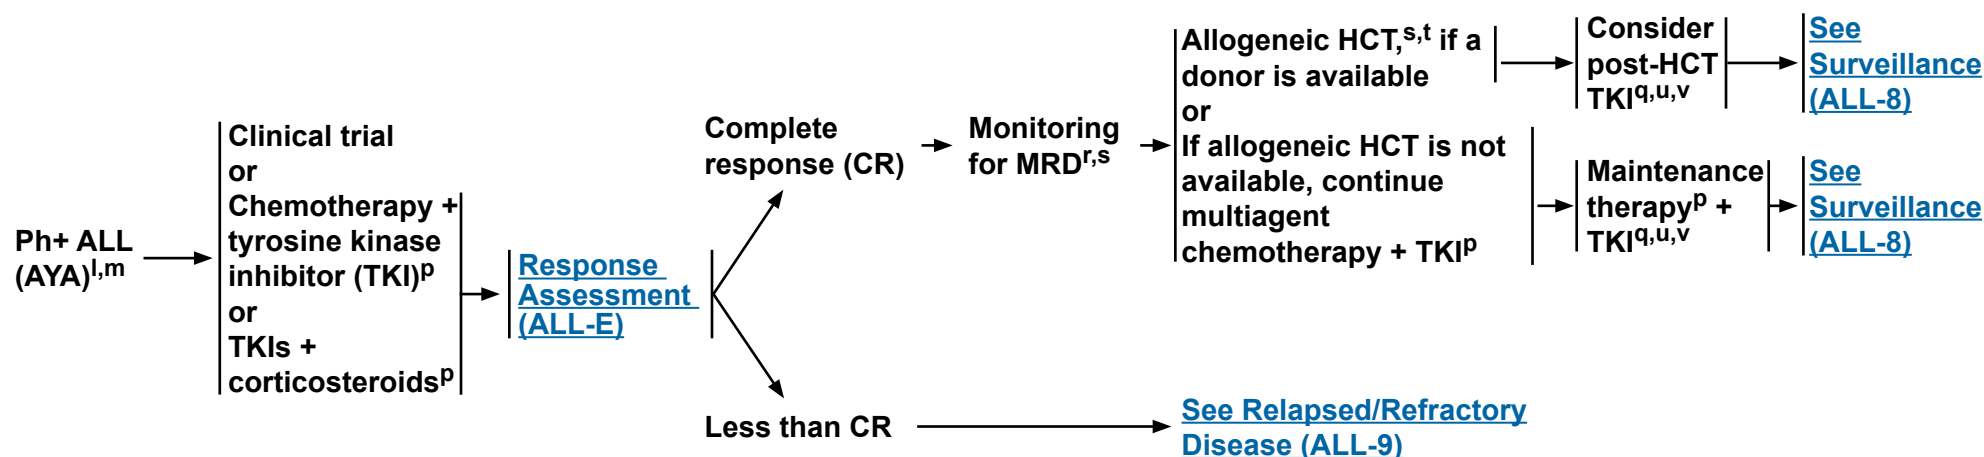 Ph+ ALL
(AYA)l,m
Clinical trial
or
Chemotherapy +
tyrosine kinase
inhibitor (TKI)p
or
TKIs +
corticosteroidsp
Response
Assessment
(ALL-E)
Complete
response (CR)
Monitoring
for MRDr,s
Allogeneic HCT,s,t if a
donor is available
or
If allogeneic HCT is not
available, continue
multiagent
chemotherapy + TKIp
Consider
post-HCT
TKIq,u,v
See
Surveillance
(ALL-8)
Maintenance
therapyp +
TKIq,u,v
See
Surveillance
(ALL-8)
Less than CR
See Relapsed/Refractory
Disease (ALL-9)